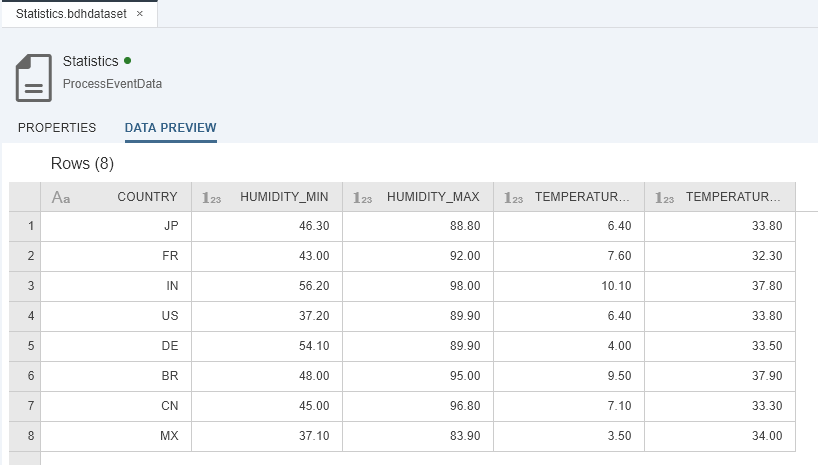 Statistics.bdhdataset ×
Statistics
ProcessEventData
PROPERTIES DATA PREVIEW
Rows (8)
Aa COUNTRY 123 HUMIDITY_MIN 123 HUMIDITY_MAX 123 TEMPERATUR... 123 TEMPERATUR...
1 JP 46.30 88.80 6.40 33.80
2 FR 43.00 92.00 7.60 32.30
3 IN 56.20 98.00 10.10 37.80
4 US 37.20 89.90 6.40 33.80
5 DE 54.10 89.90 4.00 33.50
6 BR 48.00 95.00 9.50 37.90
7 CN 45.00 96.80 7.10 33.30
8 MX 37.10 83.90 3.50 34.00